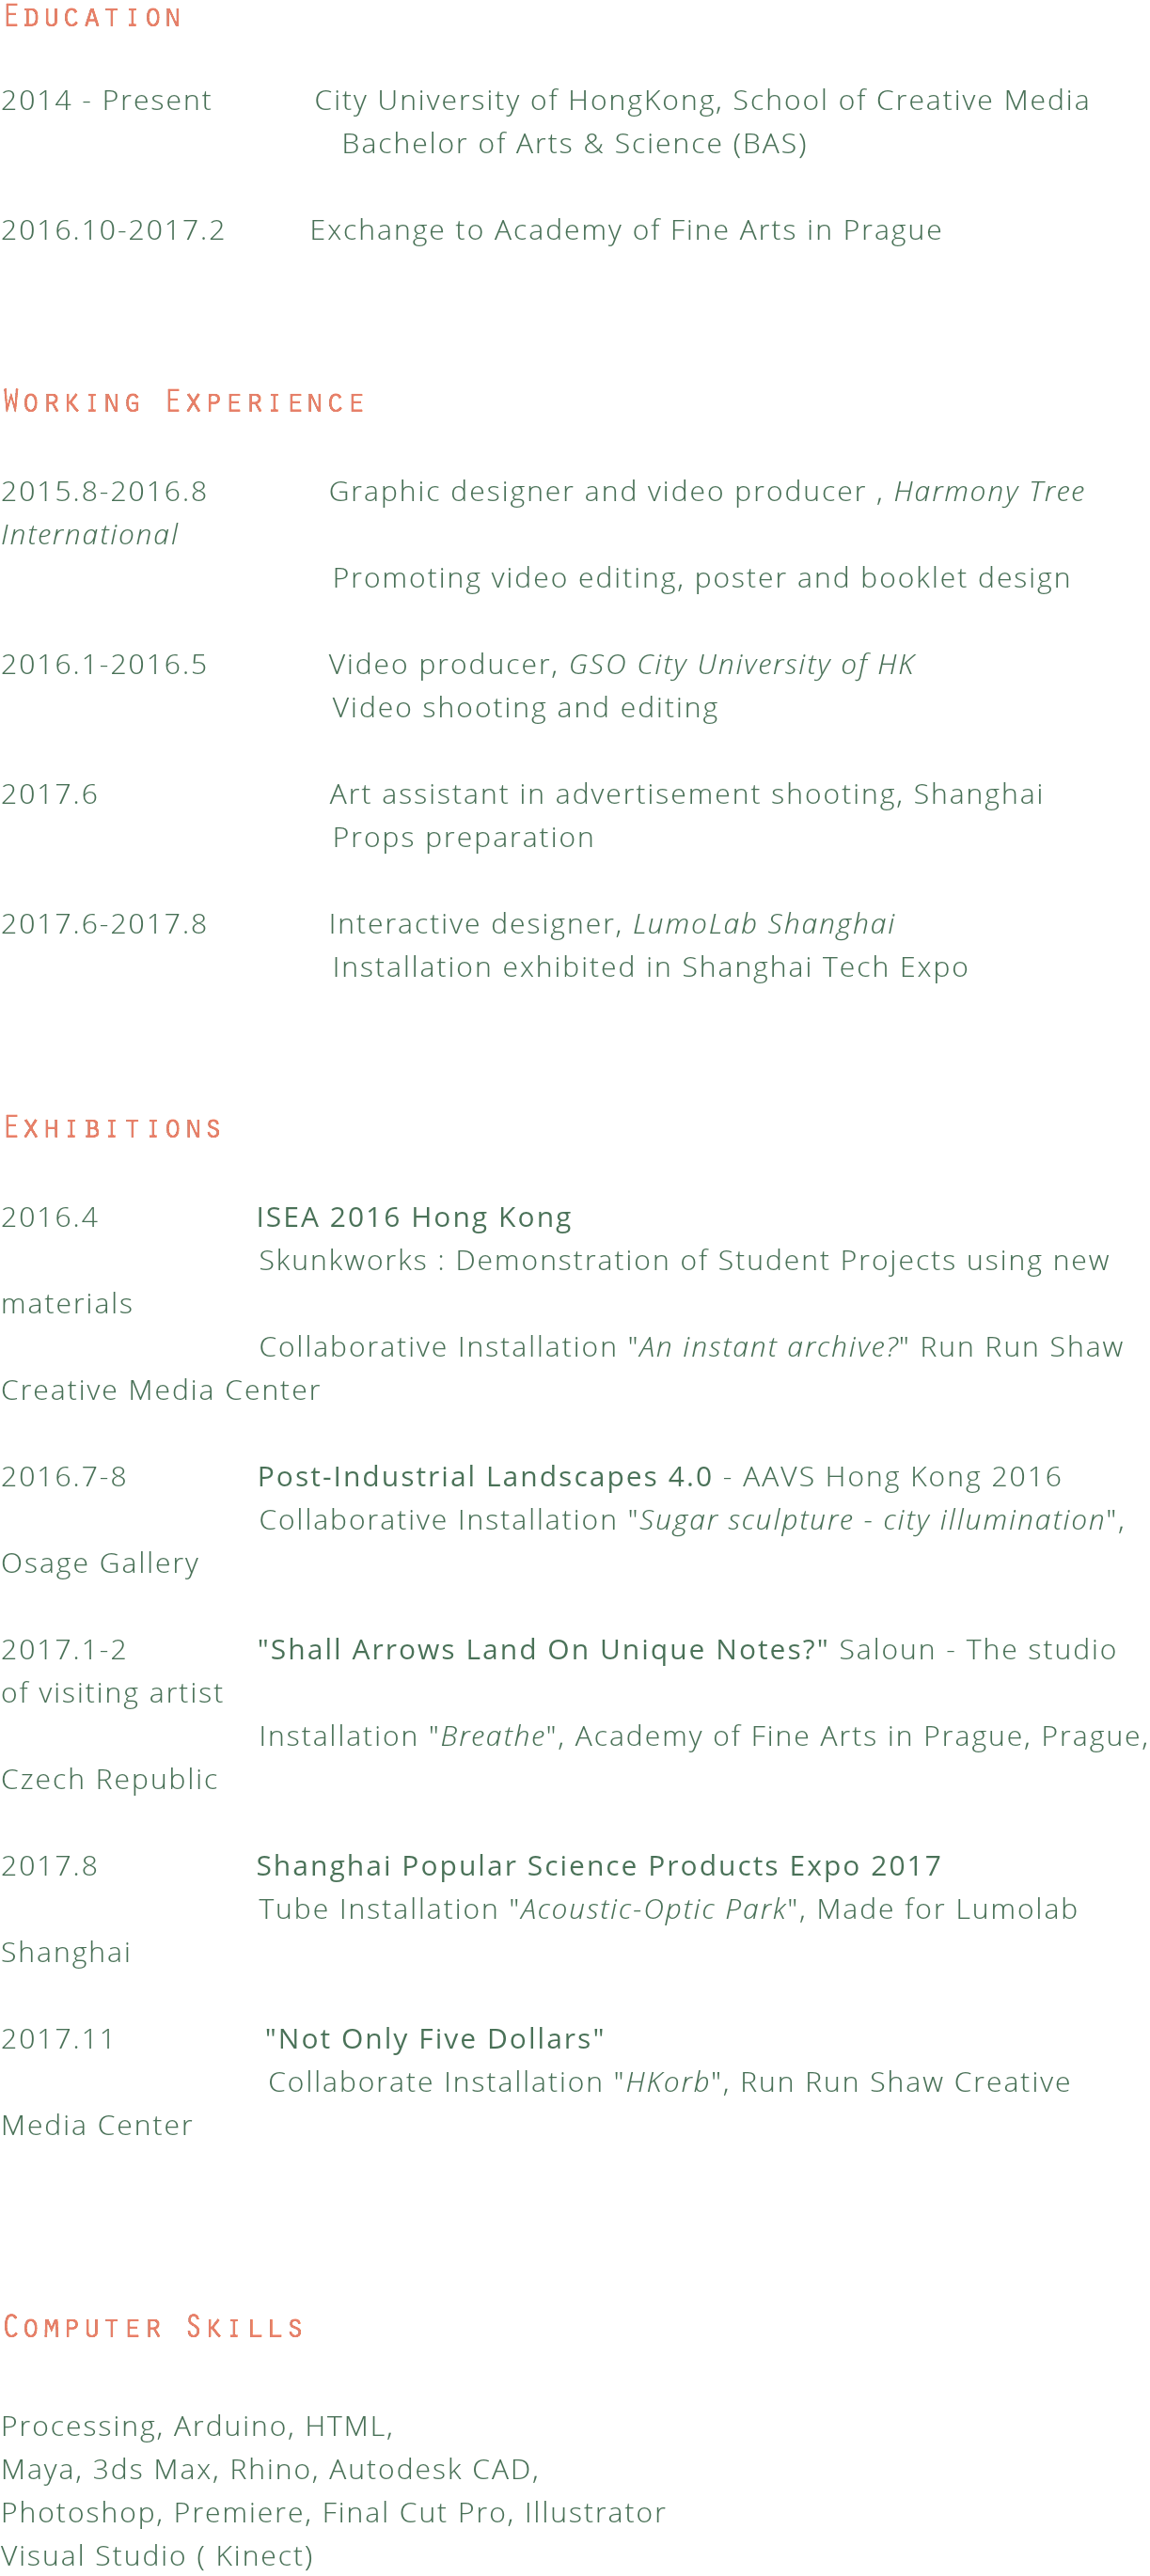 Education
2014 - Present City University of HongKong, School of Creative Media
Bachelor of Arts & Science (BAS)
2016.10-2017.2 Exchange to Academy of Fine Arts in Prague
Working Experience
2015.8-2016.8 Graphic designer and video producer , Harmony Tree
International
Promoting video editing, poster and booklet design
2016.1-2016.5 Video producer, GSO City University of HK
Video shooting and editing
2017.6 Art assistant in advertisement shooting, Shanghai
Props preparation
2017.6-2017.8 Interactive designer, LumoLab Shanghai
Installation exhibited in Shanghai Tech Expo
Exhibitions
2016.4 ISEA 2016 Hong Kong
Skunkworks : Demonstration of Student Projects using new
materials
Collaborative Installation "An instant archive?" Run Run Shaw
Creative Media Center
2016.7-8 Post-Industrial Landscapes 4.0 - AAVS Hong Kong 2016
Collaborative Installation "Sugar sculpture - city illumination",
Osage Gallery
2017.1-2 "Shall Arrows Land On Unique Notes?" Saloun - The studio
of visiting artist
Installation "Breathe", Academy of Fine Arts in Prague, Prague,
Czech Republic
2017.8 Shanghai Popular Science Products Expo 2017
Tube Installation "Acoustic-Optic Park", Made for Lumolab
Shanghai
2017.11 "Not Only Five Dollars"
Collaborate Installation "HKorb", Run Run Shaw Creative
Media Center
Computer Skills
Processing, Arduino, HTML,
Maya, 3ds Max, Rhino, Autodesk CAD,
Photoshop, Premiere, Final Cut Pro, Illustrator
Visual Studio ( Kinect)